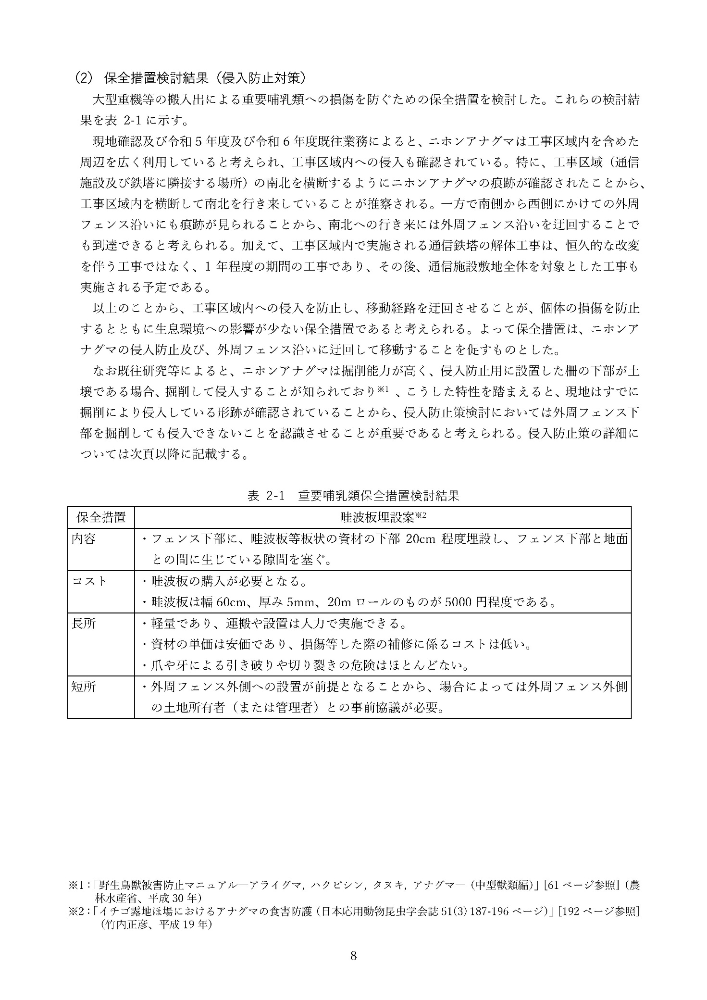 （2） 保全措置検討結果（侵入防止対策）
大型重機等の搬入出による重要哺乳類への損傷を防ぐための保全措置を検討した。これらの検討結
果を表 2-1 に示す。
現地確認及び令和 5 年度及び令和 6 年度既往業務によると、ニホンアナグマは工事区域内を含めた
周辺を広く利用していると考えられ、工事区域内への侵入も確認されている。特に、工事区域（通信
施設及び鉄塔に隣接する場所）の南北を横断するようにニホンアナグマの痕跡が確認されたことから、
工事区域内を横断して南北を行き来していることが推察される。一方で南側から西側にかけての外周
フェンス沿いにも痕跡が見られることから、南北への行き来には外周フェンス沿いを迂回することで
も到達できると考えられる。加えて、工事区域内で実施される通信鉄塔の解体工事は、恒久的な改変
を伴う工事ではなく、1 年程度の期間の工事であり、その後、通信施設敷地全体を対象とした工事も
実施される予定である。
以上のことから、工事区域内への侵入を防止し、移動経路を迂回させることが、個体の損傷を防止
するとともに生息環境への影響が少ない保全措置であると考えられる。よって保全措置は、ニホンア
ナグマの侵入防止及び、外周フェンス沿いに迂回して移動することを促すものとした。
なお既往研究等によると、ニホンアナグマは掘削能力が高く、侵入防止用に設置した柵の下部が土
壌である場合、掘削して侵入することが知られており※1 、こうした特性を踏まえると、現地はすでに
掘削により侵入している形跡が確認されていることから、侵入防止策検討においては外周フェンス下
部を掘削しても侵入できないことを認識させることが重要であると考えられる。侵入防止策の詳細に
ついては次頁以降に記載する。
表 2-1 重要哺乳類保全措置検討結果
保全措置 畦波板埋設案※2
内容 ・フェンス下部に、畦波板等板状の資材の下部 20cm 程度埋設し、フェンス下部と地面
との間に生じている隙間を塞ぐ。
コスト ・畦波板の購入が必要となる。
・畦波板は幅 60cm、厚み 5mm、20m ロールのものが 5000 円程度である。
長所 ・軽量であり、運搬や設置は人力で実施できる。
・資材の単価は安価であり、損傷等した際の補修に係るコストは低い。
・爪や牙による引き破りや切り裂きの危険はほとんどない。
短所 ・外周フェンス外側への設置が前提となることから、場合によっては外周フェンス外側
の土地所有者（または管理者）との事前協議が必要。
※1：「野生鳥獣被害防止マニュアル―アライグマ, ハクビシン, タヌキ, アナグマ―（中型獣類編）」［61 ページ参照］（農
林水産省、平成 30 年）
※2：「イチゴ露地ほ場におけるアナグマの食害防護（日本応用動物昆虫学会誌 51(3) 187-196 ページ）」［192 ページ参照］
（竹内正彦、平成 19 年）
8